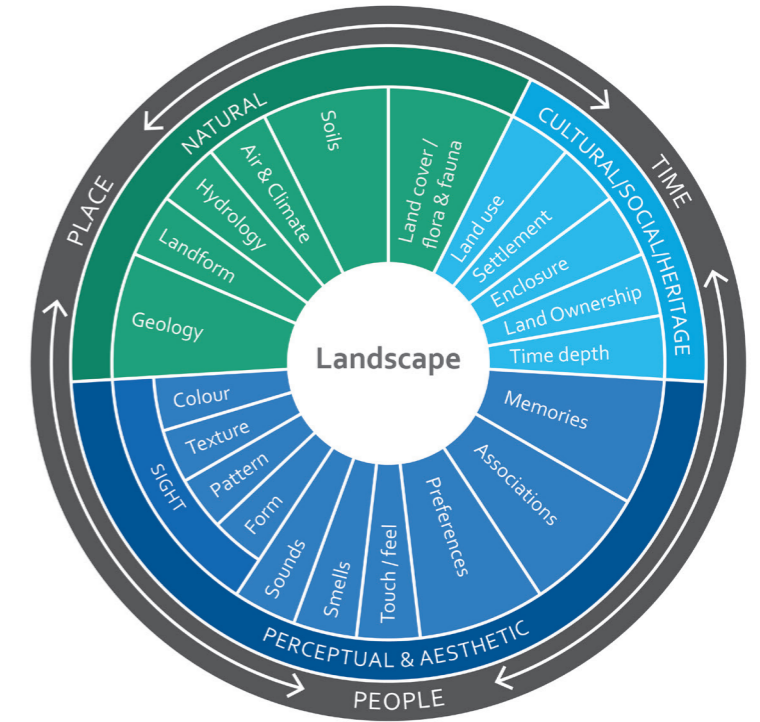 PLACE
TIME
PEOPLE
NATURAL
CULTURAL/SOCIAL/HERITAGE
PERCEPTUAL & AESTHETIC
Landscape
Geology
Landform
Hydrology
Air & Climate
Soils
Land cover /
flora & fauna
Land use
Settlement
Enclosure
Land Ownership
Time depth
Memories
Associations
Preferences
Touch / feel
Smells
Sounds
SIGHT
Form
Pattern
Texture
Colour